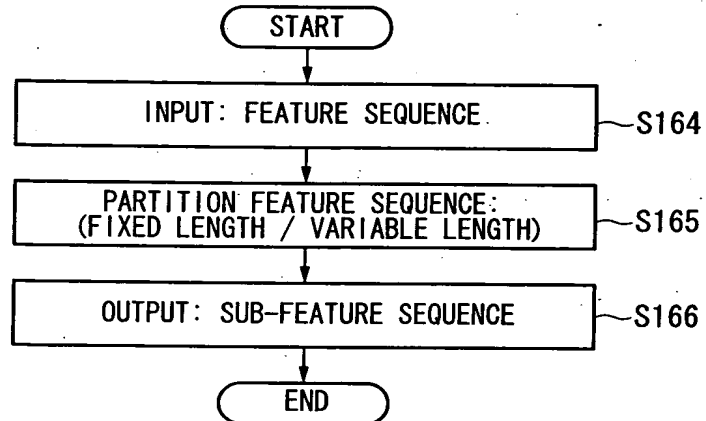 START
INPUT: FEATURE SEQUENCE
S164
PARTITION FEATURE SEQUENCE:
(FIXED LENGTH / VARIABLE LENGTH)
S165
OUTPUT: SUB-FEATURE SEQUENCE
S166
END